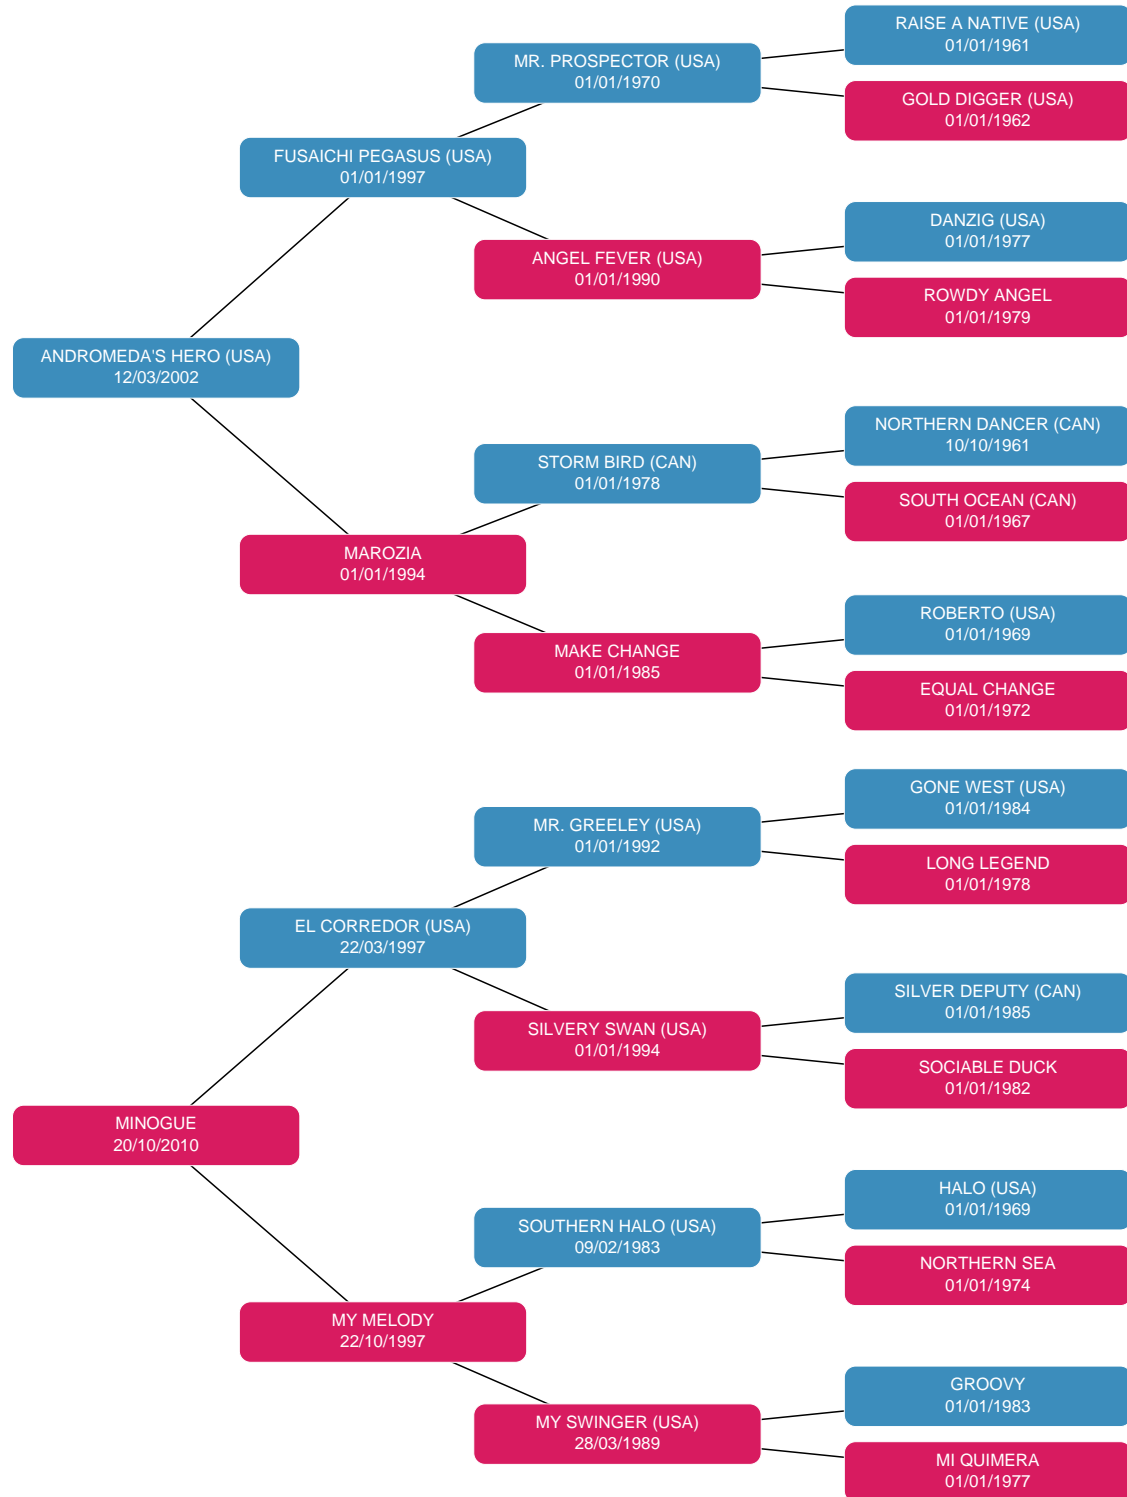 RAISE A NATIVE (USA)
01/01/1961
MR. PROSPECTOR (USA)
01/01/1970
GOLD DIGGER (USA)
01/01/1962
FUSAICHI PEGASUS (USA)
01/01/1997
DANZIG (USA)
01/01/1977
ANGEL FEVER (USA)
01/01/1990
ROWDY ANGEL
01/01/1979
ANDROMEDA'S HERO (USA)
12/03/2002
NORTHERN DANCER (CAN)
10/10/1961
STORM BIRD (CAN)
01/01/1978
SOUTH OCEAN (CAN)
01/01/1967
MAROZIA
01/01/1994
ROBERTO (USA)
01/01/1969
MAKE CHANGE
01/01/1985
EQUAL CHANGE
01/01/1972
GONE WEST (USA)
01/01/1984
MR. GREELEY (USA)
01/01/1992
LONG LEGEND
01/01/1978
EL CORREDOR (USA)
22/03/1997
SILVER DEPUTY (CAN)
01/01/1985
SILVERY SWAN (USA)
01/01/1994
SOCIABLE DUCK
01/01/1982
MINOGUE
20/10/2010
HALO (USA)
01/01/1969
SOUTHERN HALO (USA)
09/02/1983
NORTHERN SEA
01/01/1974
MY MELODY
22/10/1997
GROOVY
01/01/1983
MY SWINGER (USA)
28/03/1989
MI QUIMERA
01/01/1977